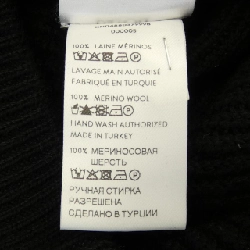 100% LAINE MÉRINOS
LAVAGE MAIN AUTORISÉ
FABRIQUÉ EN TURQUIE
100% MERINO WOOL
HAND WASH AUTHORIZED
MADE IN TURKEY
100% МЕРИНОСОВАЯ
ШЕРСТЬ
РУЧНАЯ СТИРКА
РАЗРЕШЕНА
СДЕЛАНО В ТУРЦИИ